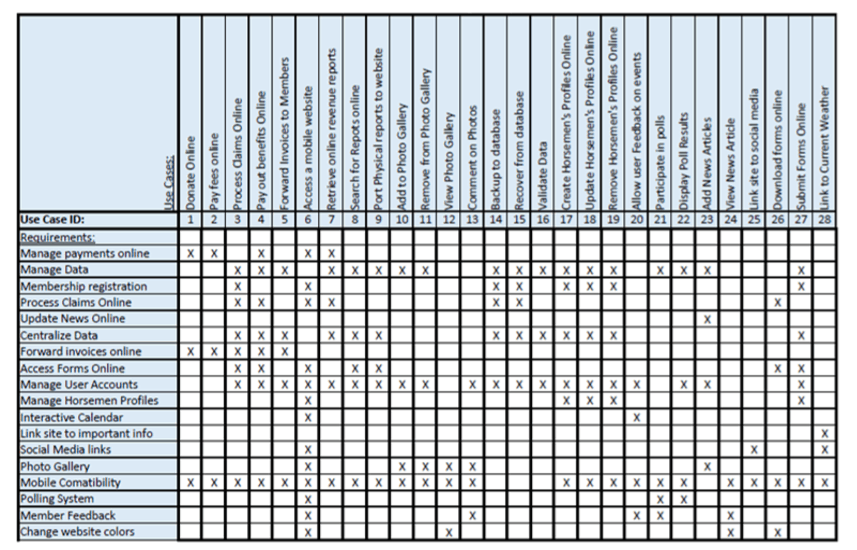 Use Cases:
Donate Online
Pay fees online
Process Claims Online
Pay out benefits Online
Forward Invoices to Members
Access a mobile website
Retrieve online revenue reports
Search for Repots online
Port Physical reports to website
Add to Photo Gallery
Remove from Photo Gallery
View Photo Gallery
Comment on Photos
Backup to database
Recover from database
Validate Data
Create Horsemen's Profiles Online
Update Horsemen's Profiles Online
Remove Horsemen's Profiles Online
Allow user Feedback on events
Participate in polls
Display Poll Results
Add News Articles
View News Article
Link site to social media
Download forms online
Submit Forms Online
Link to Current Weather
Use Case ID: 1 2 3 4 5 6 7 8 9 10 11 12 13 14 15 16 17 18 19 20 21 22 23 24 25 26 27 28
Requirements:
Manage payments online X X X X X
Manage Data X X X X X X X X X X X X X X X X X X
Membership registration X X X X X X X X
Process Claims Online X X X X X X X
Update News Online X
Centralize Data X X X X X X X X X X X X X
Forward invoices online X X X X X
Access Forms Online X X X X X X X
Manage User Accounts X X X X X X X X X X X X X X X X X X X X
Manage Horsemen Profiles X X X X X
Interactive Calendar X X
Link site to important info X
Social Media links X X X
Photo Gallery X X X X X X
Mobile Comatibility X X X X X X X X X X X X X X X X X X X X X X X X
Polling System X X X
Member Feedback X X X X X
Change website colors X X X X